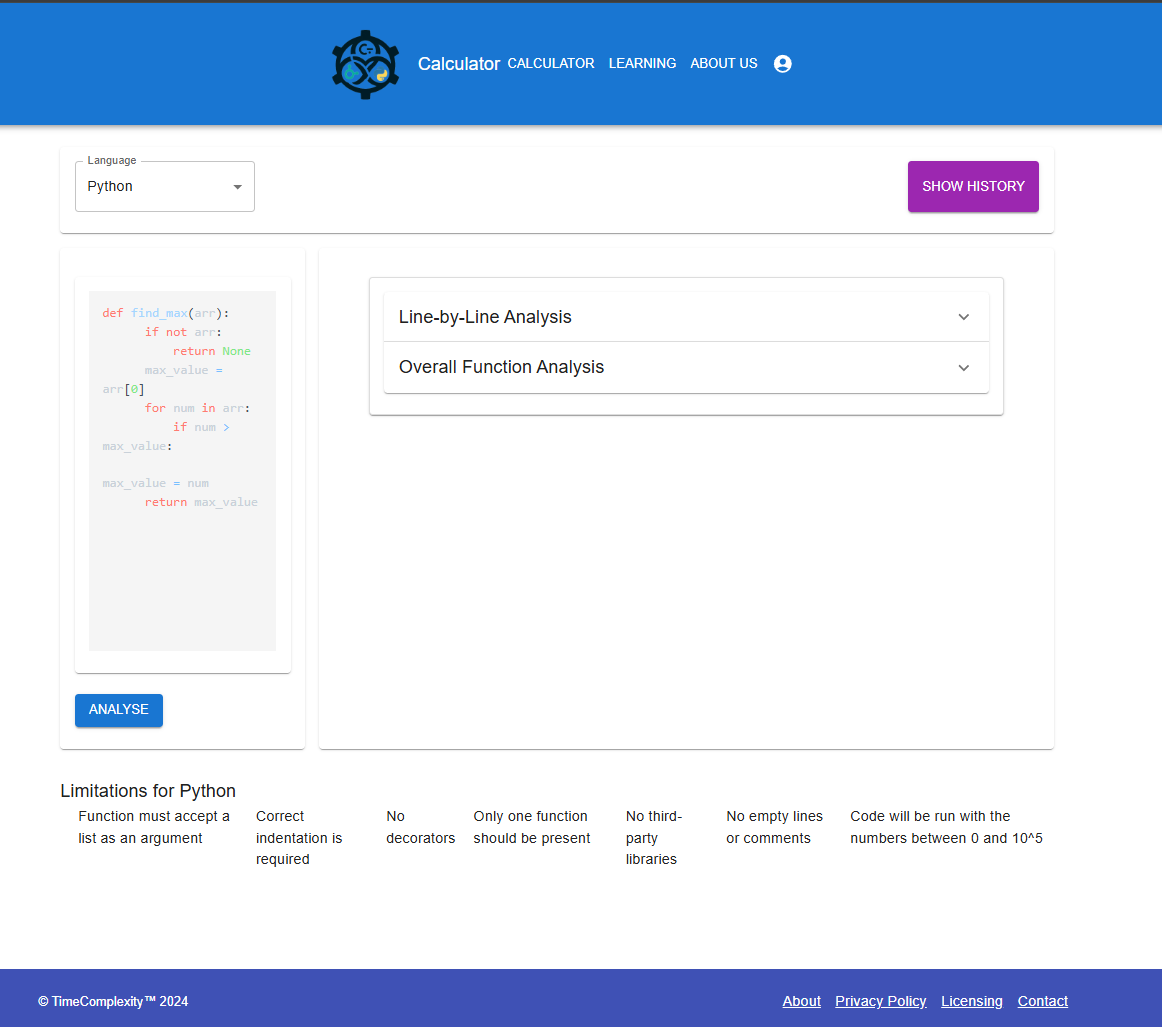 Calculator CALCULATOR LEARNING ABOUT US
Language
Python
SHOW HISTORY
def find_max(arr):
if not arr:
return None
max_value =
arr[0]
for num in arr:
if num >
max_value:
max_value = num
return max_value
ANALYSE
Line-by-Line Analysis
Overall Function Analysis
Limitations for Python
Function must accept a
list as an argument
Correct
indentation is
required
No
decorators
Only one function
should be present
No third-
party
libraries
No empty lines
or comments
Code will be run with the
numbers between 0 and 10^5
© TimeComplexity™ 2024
About Privacy Policy Licensing Contact